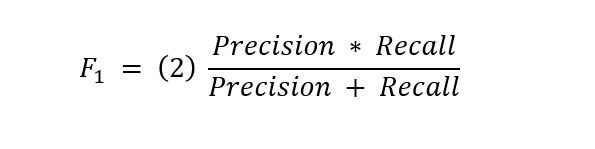 F₁ = (2) Precision * Recall / Precision + Recall